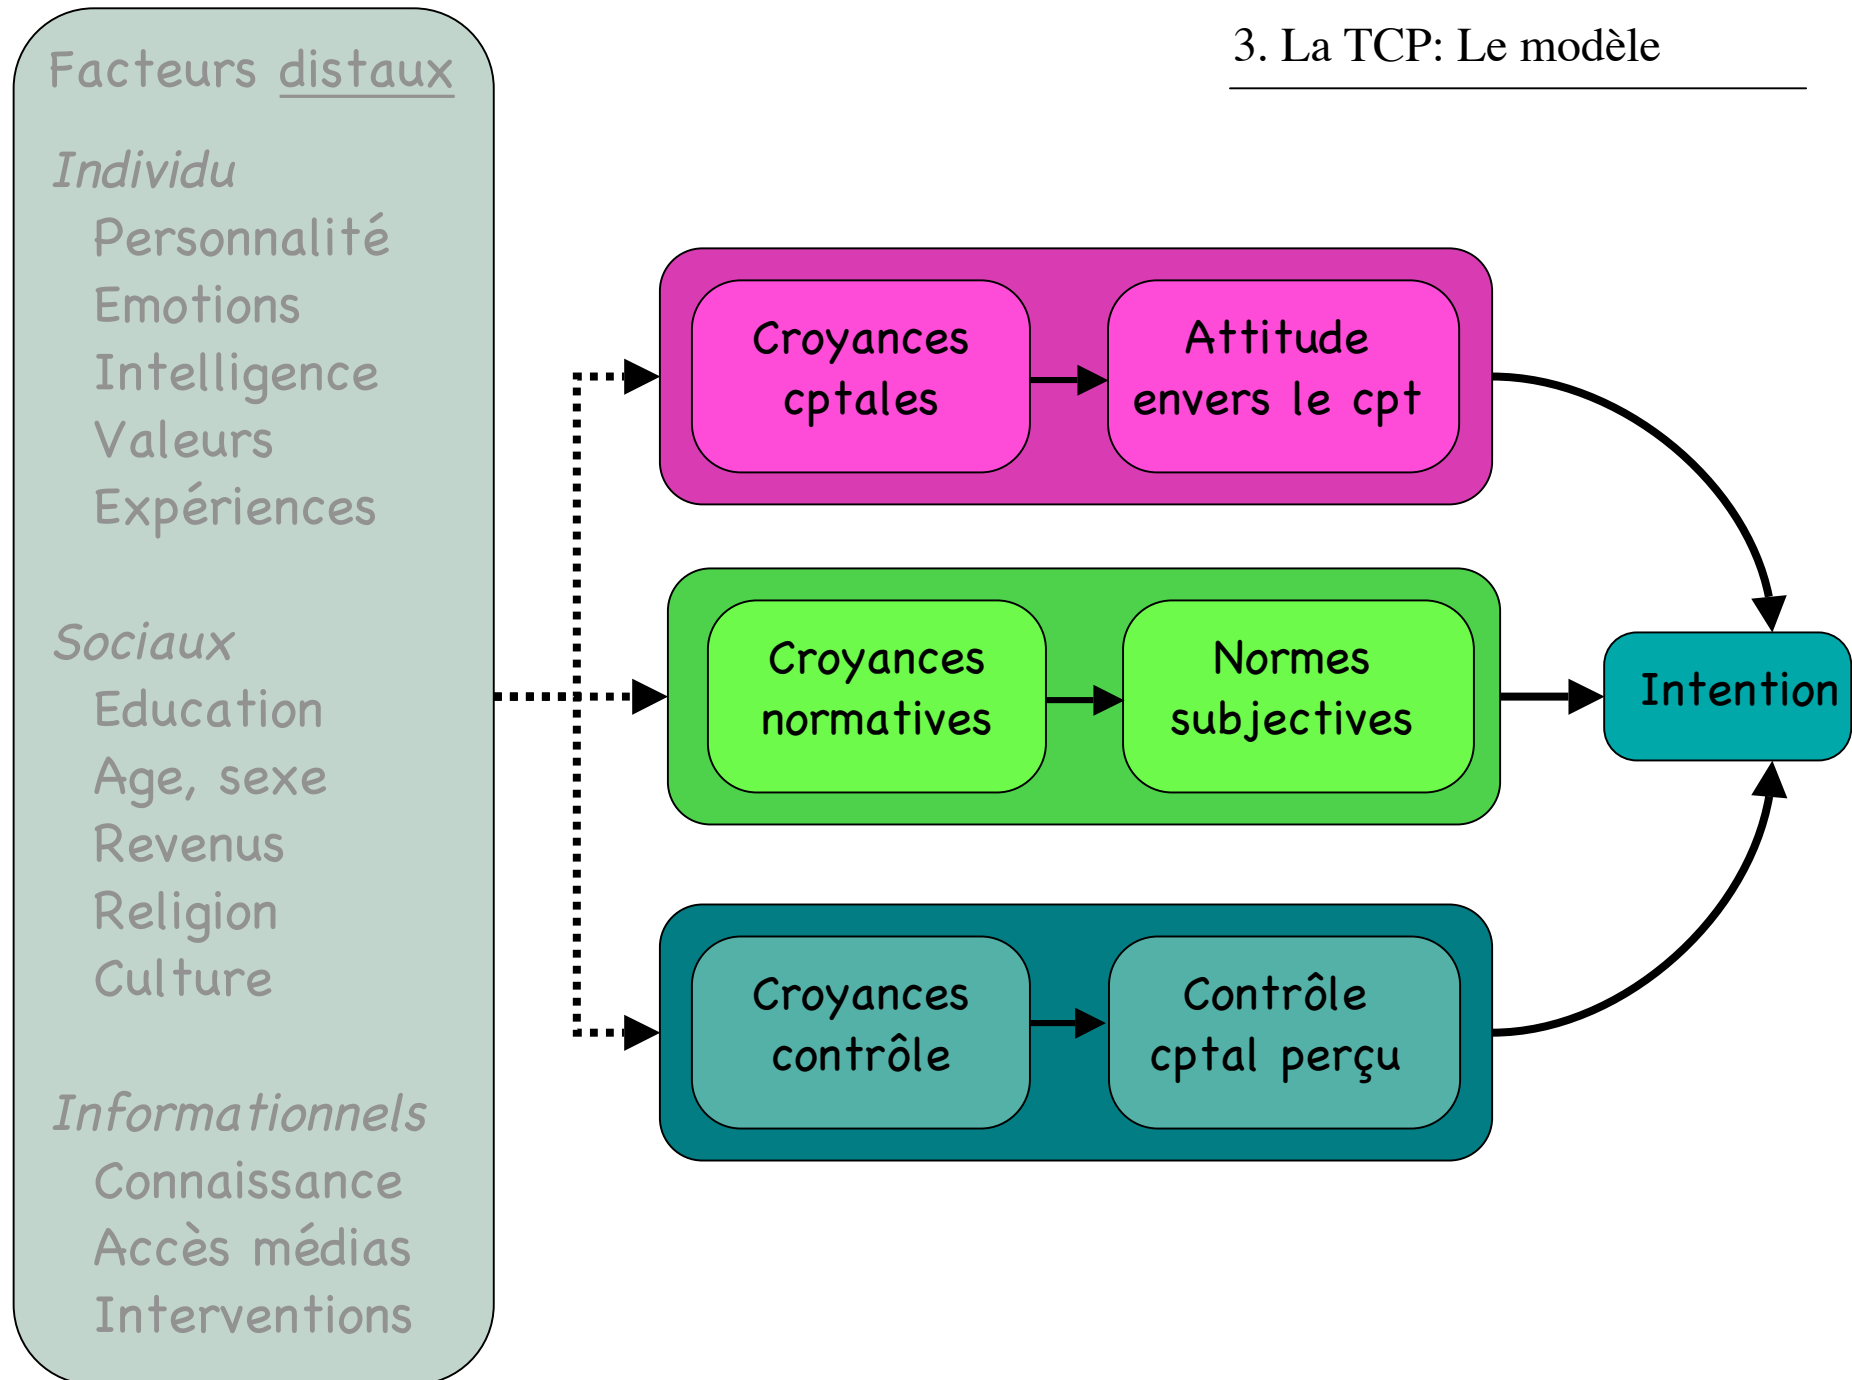 3. La TCP: Le modèle
Facteurs distaux
Individu
Personnalité
Emotions
Intelligence
Valeurs
Expériences
Sociaux
Education
Age, sexe
Revenus
Religion
Culture
Informationnels
Connaissance
Accès médias
Interventions
Croyances
cptales
Attitude
envers le cpt
Croyances
normatives
Normes
subjectives
Croyances
contrôle
Contrôle
cptal perçu
Intention